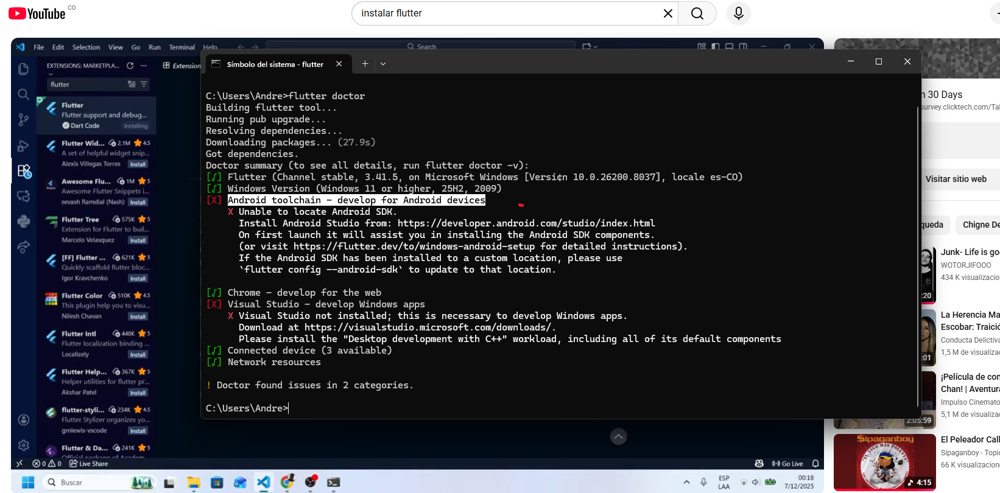 YouTube CO
instalar flutter
File Edit Selection View Go Run Terminal Help
Search
EXTENSIONS: MARKETPLA...
Extension
flutter
Flutter
Flutter support and debug...
Dart Code Installing
Flutter Wid... 2.1M 4.5
A set of helpful widget snip...
Alexis Villegas Torres Install
Awesome Flu... 1M 5
Awesome Flutter Snippets i...
eevash Ramdial (Nash) Install
Flutter Tree 575K 5
Extension for Flutter to buil...
Marcelo Velasquez Install
[FF] Flutter ... 621K 5
Quickly scaffold flutter bloc...
Igor Kravchenko Install
Flutter Color 510K 4.5
This plugin help you to visu...
Nilesh Chavan Install
Flutter Intl 448K 5
Flutter localization binding ...
Localizely Install
Flutter Help... 367K 5
Helper utilities for flutter pr...
Akshar Patel Install
flutter-styli... 234K 4.5
Flutter Stylizer organizes yo...
gmlewis-vscode Install
Flutter & Da... 241K 5
Official package of Academ...
Símbolo del sistema - flutter
C:\Users\Andre>flutter doctor
Building flutter tool...
Running pub upgrade...
Resolving dependencies...
Downloading packages... (27.9s)
Got dependencies.
Doctor summary (to see all details, run flutter doctor -v):
[√] Flutter (Channel stable, 3.41.5, on Microsoft Windows [Versi¢n 10.0.26200.8037], locale es-CO)
[√] Windows Version (Windows 11 or higher, 25H2, 2009)
[X] Android toolchain - develop for Android devices
X Unable to locate Android SDK.
Install Android Studio from: https://developer.android.com/studio/index.html
On first launch it will assist you in installing the Android SDK components.
(or visit https://flutter.dev/to/windows-android-setup for detailed instructions).
If the Android SDK has been installed to a custom location, please use
`flutter config --android-sdk` to update to that location.
[√] Chrome - develop for the web
[X] Visual Studio - develop Windows apps
X Visual Studio not installed; this is necessary to develop Windows apps.
Download at https://visualstudio.microsoft.com/downloads/.
Please install the "Desktop development with C++" workload, including all of its default components
[√] Connected device (3 available)
[√] Network resources
! Doctor found issues in 2 categories.
C:\Users\Andre>
0 0 Live Share
Go Live
Buscar
ESP
LAA
00:18
7/12/2025
n 30 Days
survey.clicktech.com/Tal
Visitar sitio web
queda
Chigne De
Junk- Life is goo
WOTORJIFOOO
434 K visualizacio
:20
La Herencia Ma
Escobar: Traició
Conducta Delictiva
1,5 M de visualiza
:01
¡Película de com
Chan! | Aventura
Impulso Cinemato
5,1 M de visualiza
2:05:59
Sipaganboy
EL VAGO MAS POLENTA
El Peleador Call
Sipaganboy - Topic
66 K visualizacione
4:15